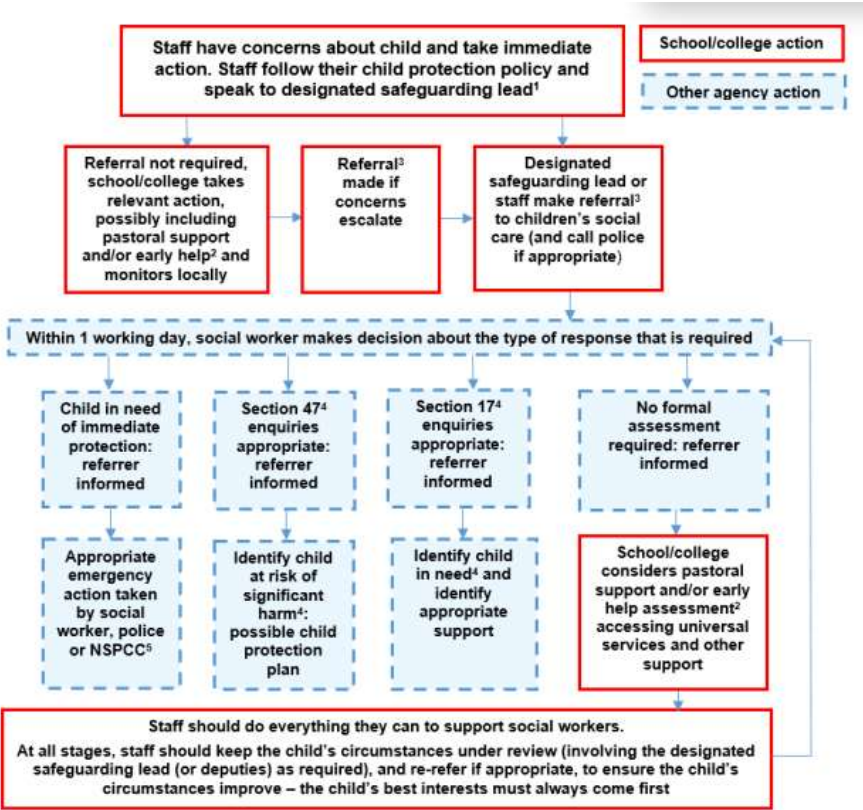 Staff have concerns about child and take immediate
action. Staff follow their child protection policy and
speak to designated safeguarding lead¹
School/college action
Other agency action
Referral not required,
school/college takes
relevant action,
possibly including
pastoral support
and/or early help² and
monitors locally
Referral³
made if
concerns
escalate
Designated
safeguarding lead or
staff make referral³
to children's social
care (and call police
if appropriate)
Within 1 working day, social worker makes decision about the type of response that is required
Child in need
of immediate
protection:
referrer
informed
Section 47⁴
enquiries
appropriate:
referrer
informed
Section 17⁴
enquiries
appropriate:
referrer
informed
No formal
assessment
required: referrer
informed
Appropriate
emergency
action taken
by social
worker, police
or NSPCC⁵
Identify child
at risk of
significant
harm⁴:
possible child
protection
plan
Identify child
in need⁴ and
identify
appropriate
support
School/college
considers pastoral
support and/or early
help assessment²
accessing universal
services and other
support
Staff should do everything they can to support social workers.
At all stages, staff should keep the child's circumstances under review (involving the designated
safeguarding lead (or deputies) as required), and re-refer if appropriate, to ensure the child's
circumstances improve – the child's best interests must always come first